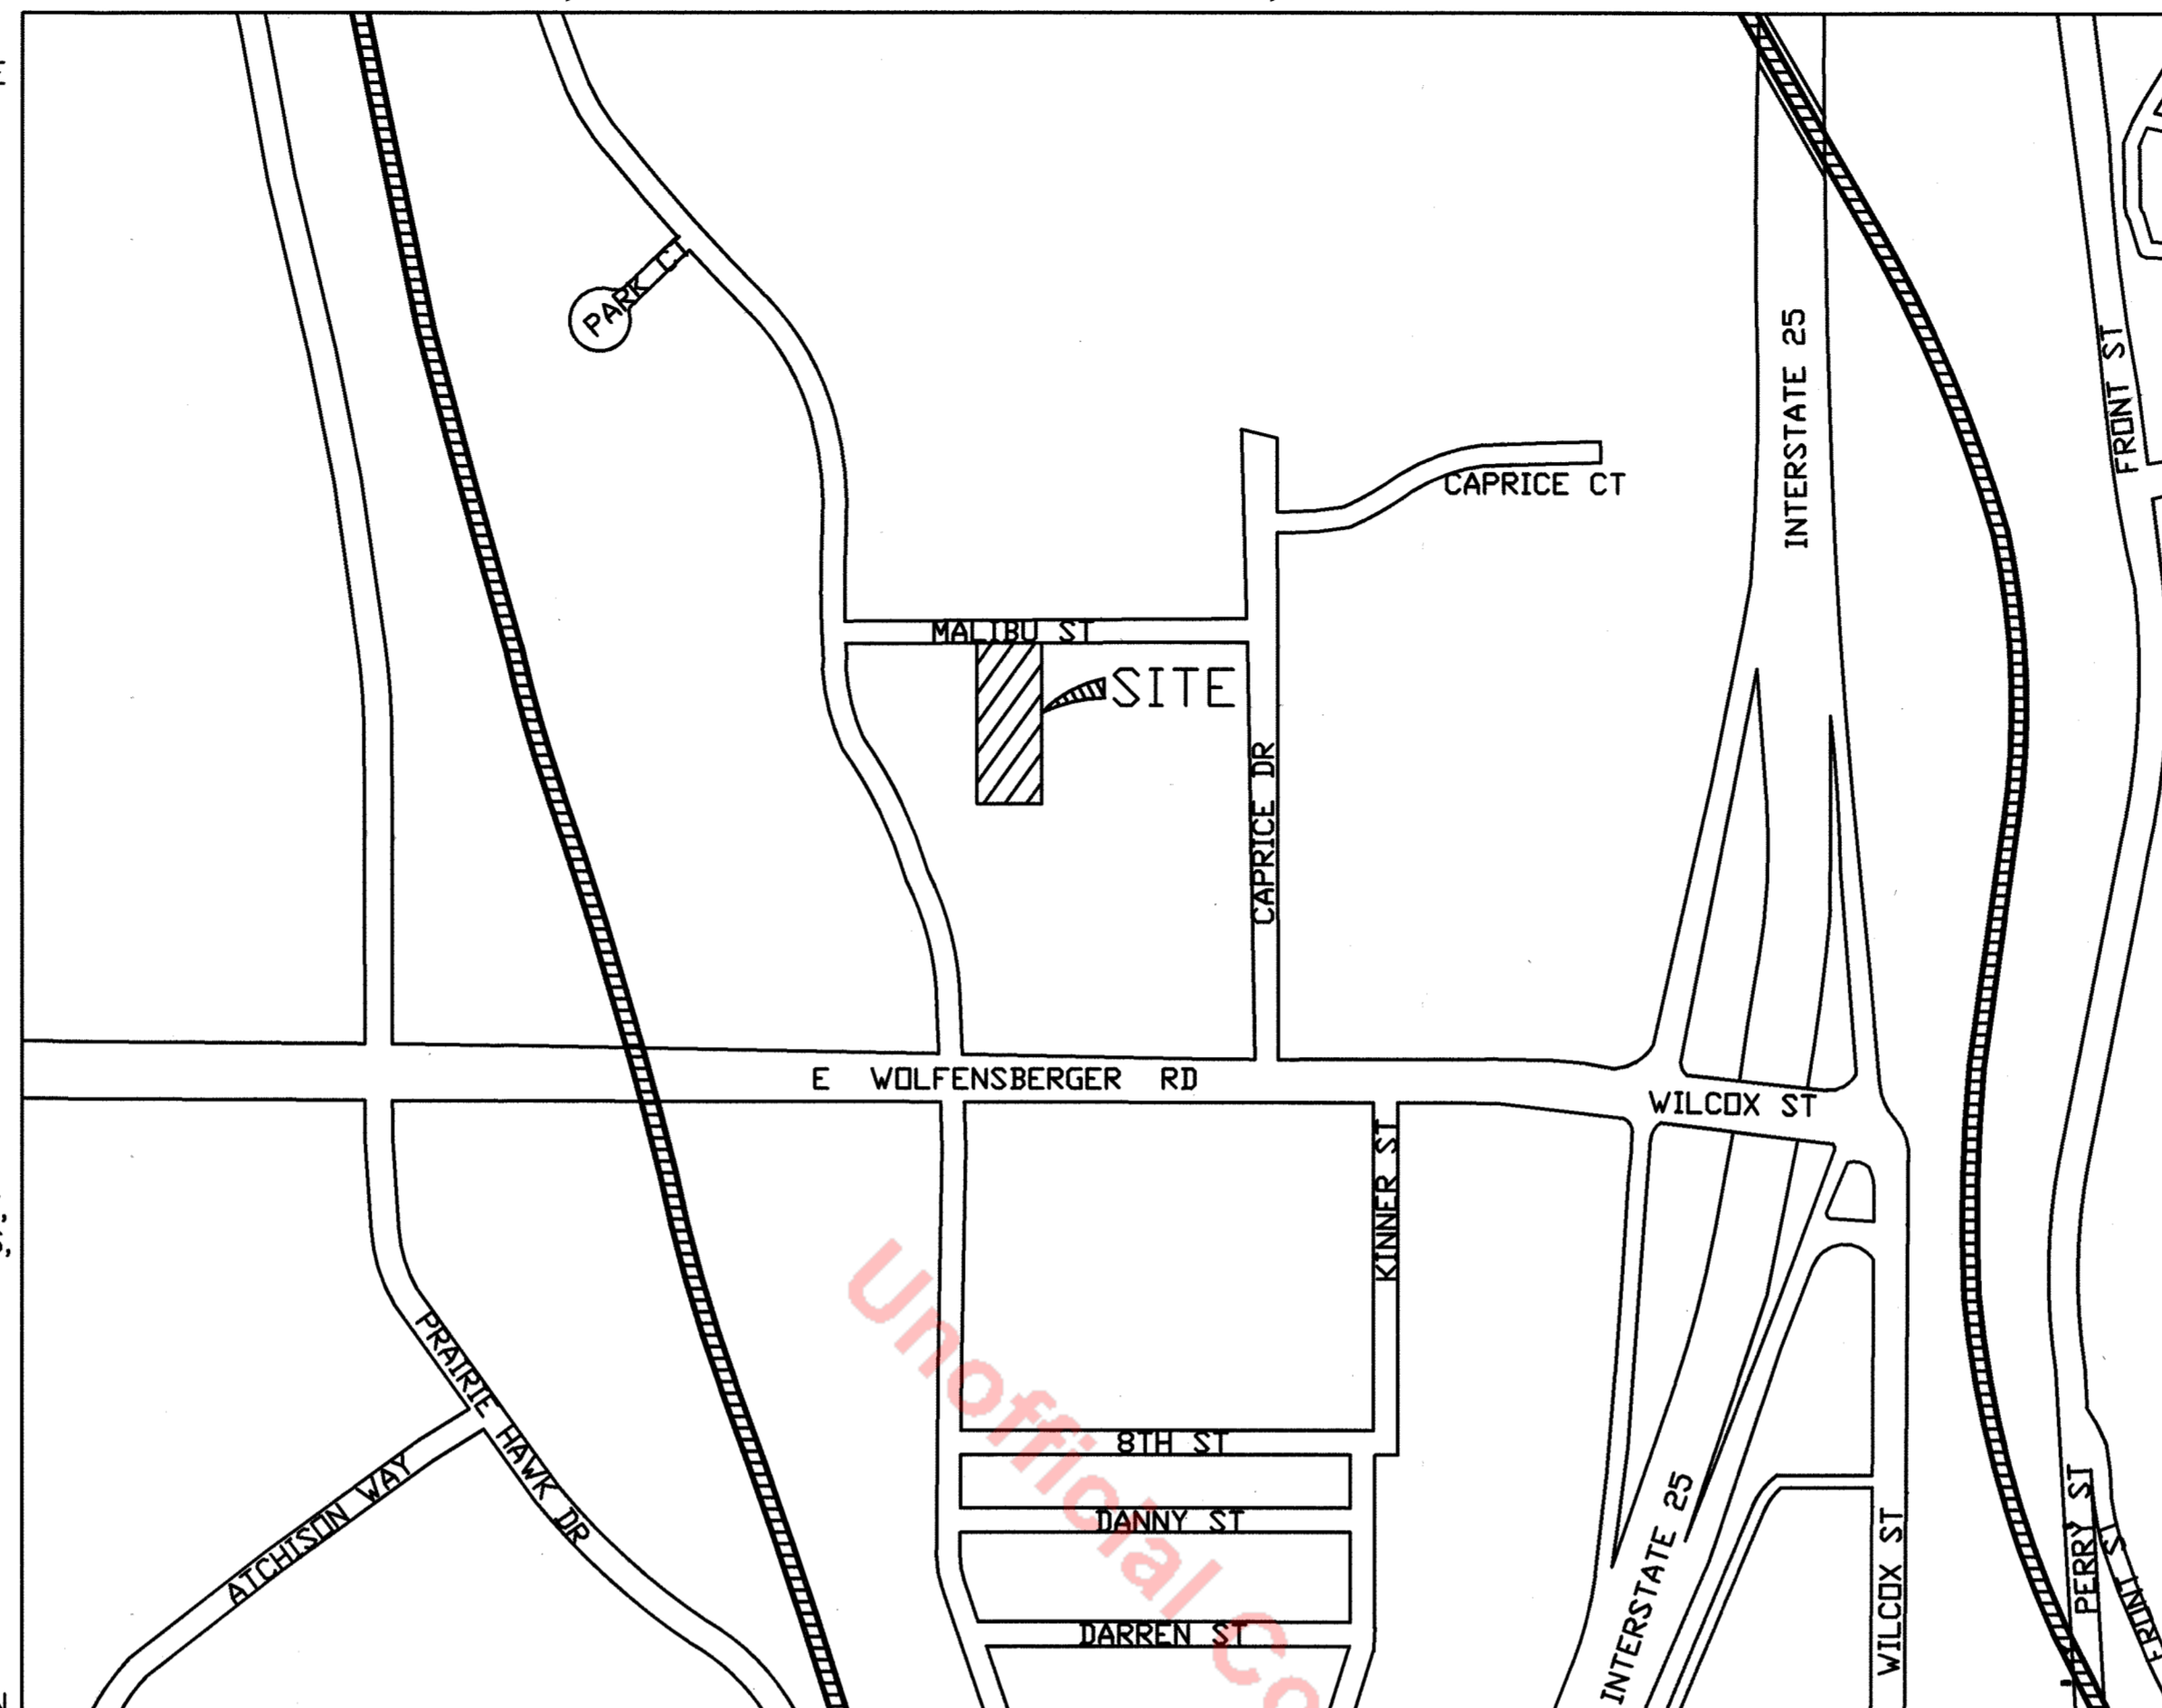 PARK CT
INTERSTATE 25
FRONT ST
CAPRICE CT
MALIBU ST
SITE
CAPRICE DR
E WOLFENSBERGER RD
WILCOX ST
KINNER ST
PRAIRIE HAWK DR
8TH ST
AICHISON WAY
DANNY ST
INTERSTATE 25
WILCOX ST
PERRY ST
FRONT ST
DARREN ST
Unofficial Co